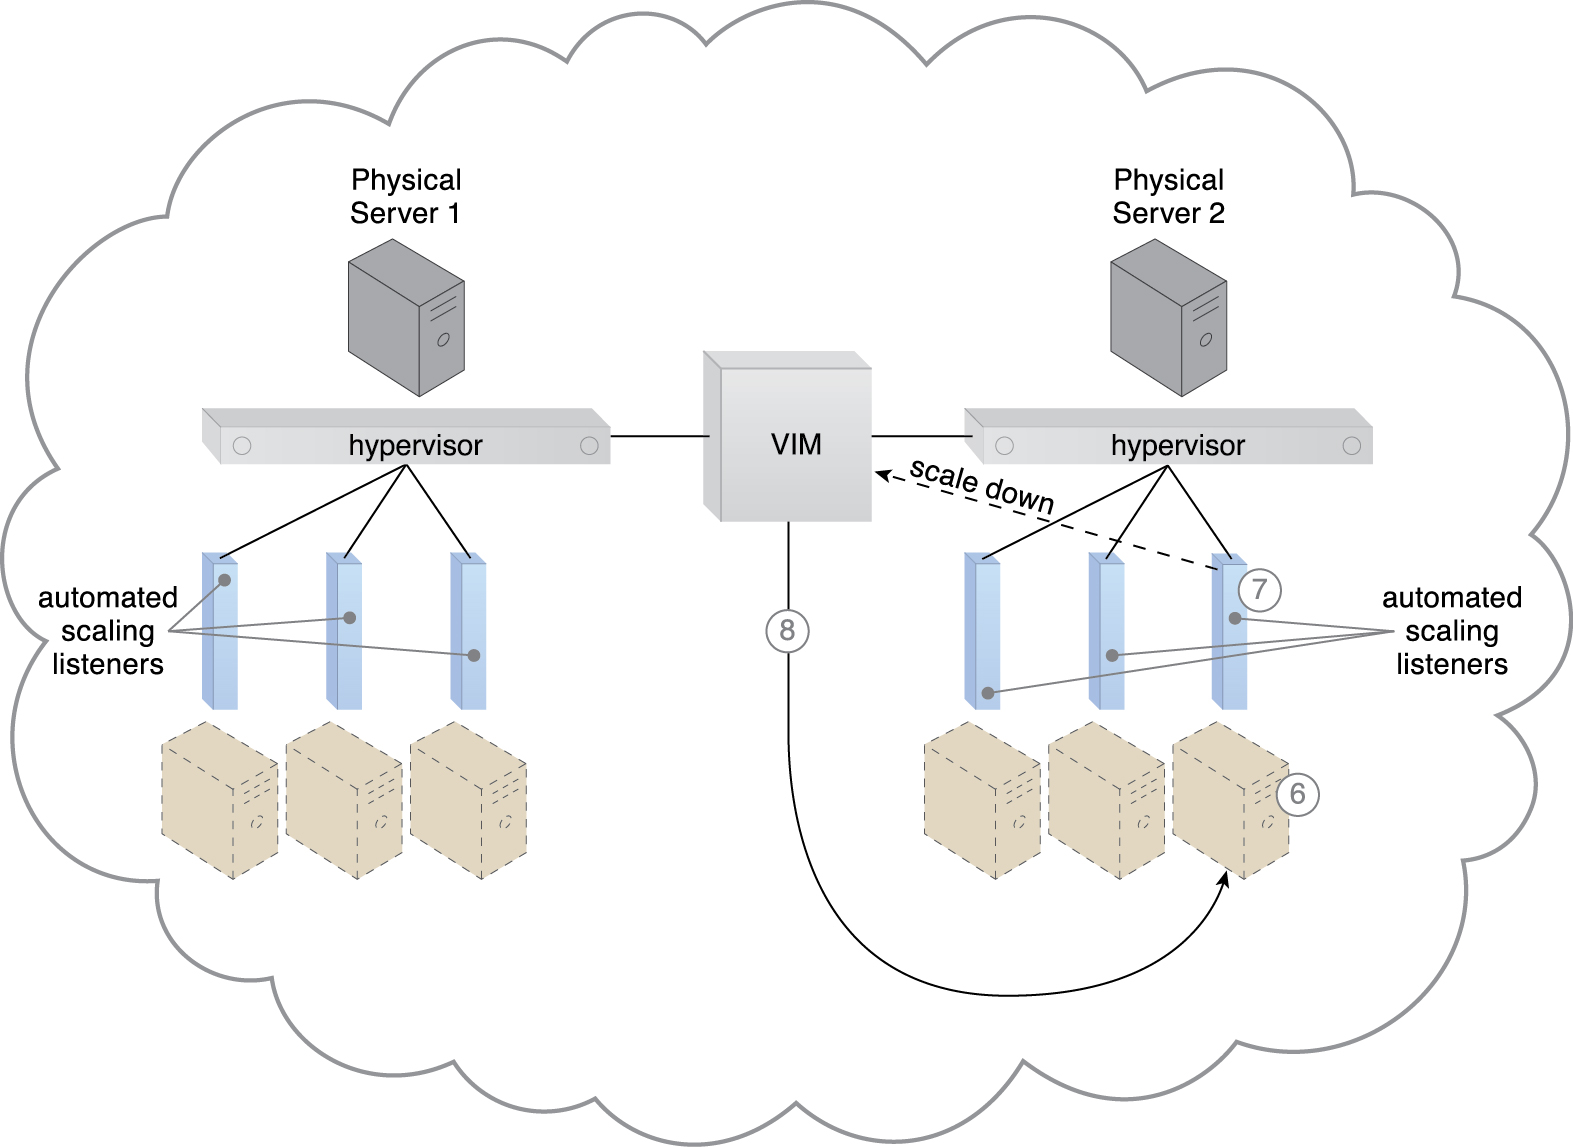 Physical
Server 1
Physical
Server 2
hypervisor
VIM
hypervisor
scale down
automated
scaling
listeners
7
8
automated
scaling
listeners
6